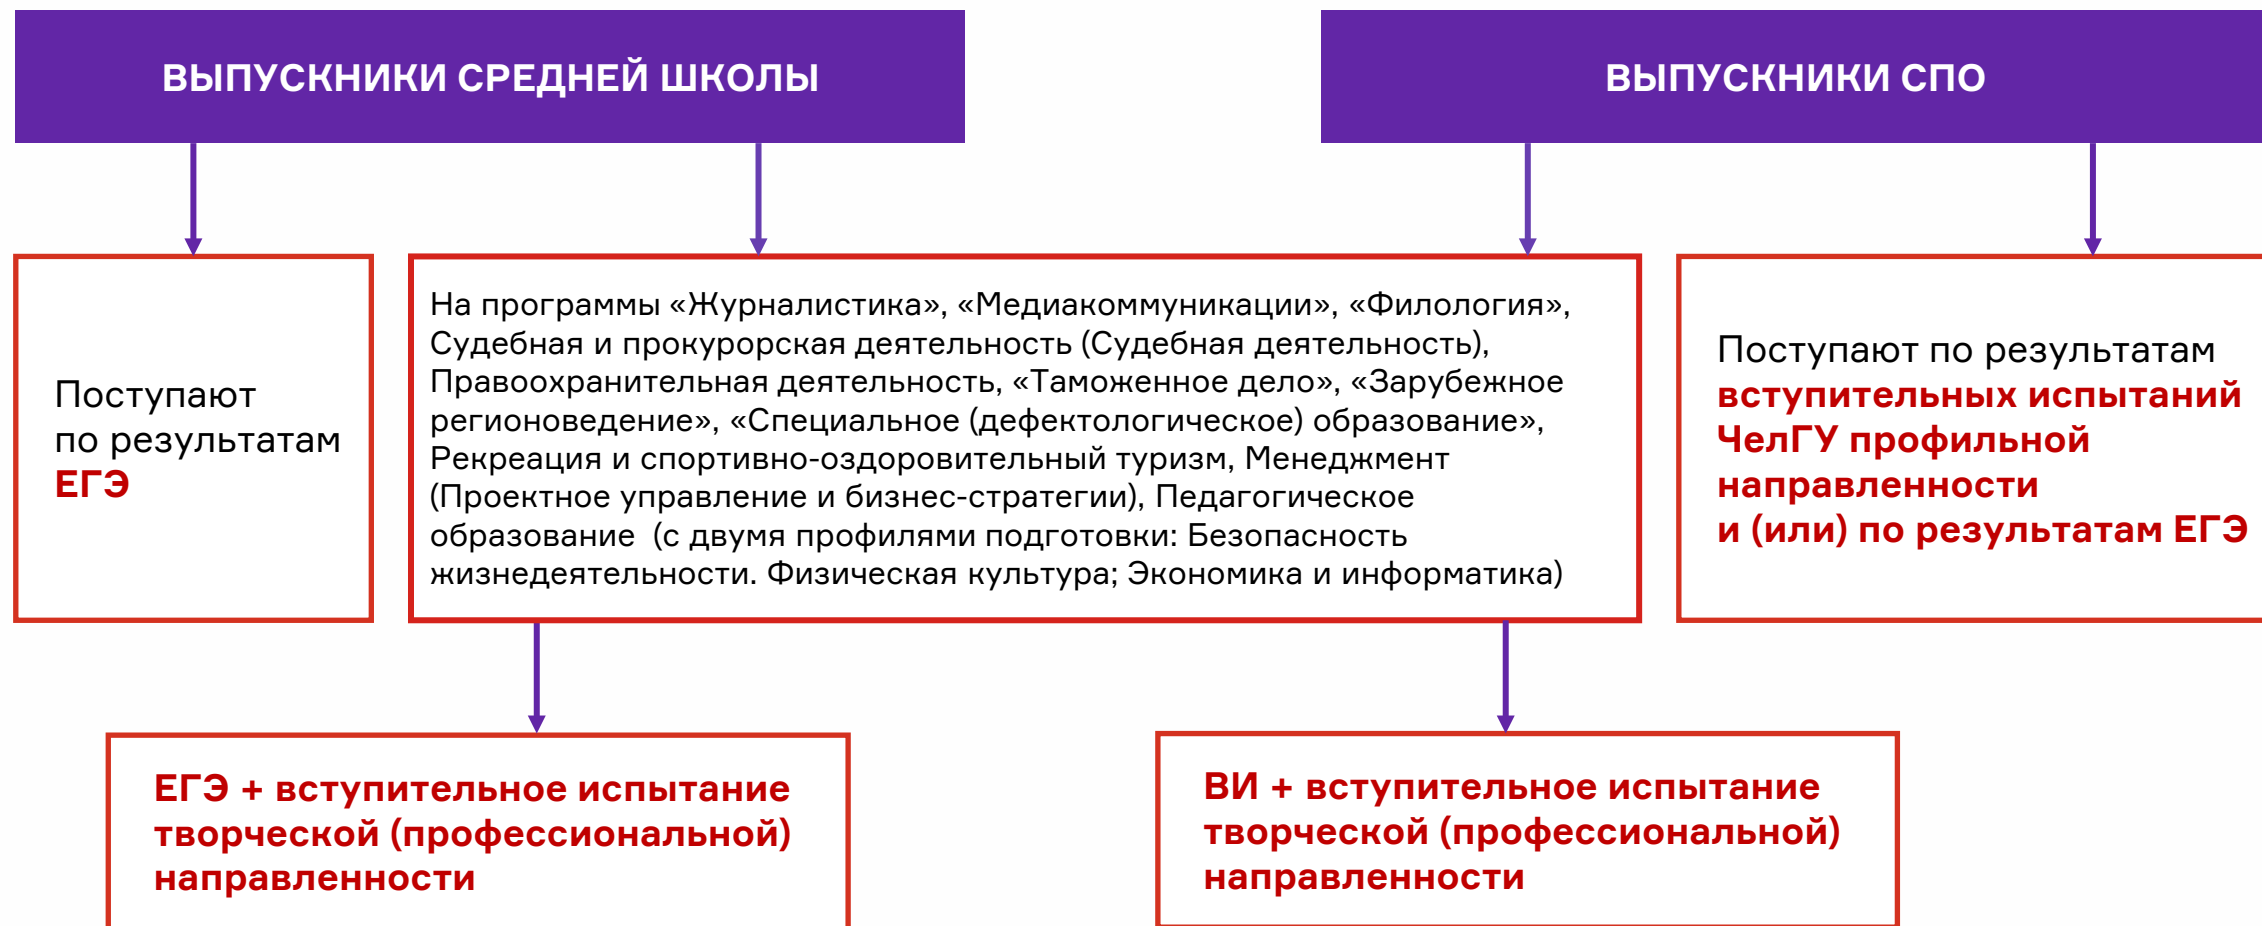 ВЫПУСКНИКИ СРЕДНЕЙ ШКОЛЫ
ВЫПУСКНИКИ СПО
Поступают
по результатам
ЕГЭ
На программы «Журналистика», «Медиакоммуникации», «Филология»,
Судебная и прокурорская деятельность (Судебная деятельность),
Правоохранительная деятельность, «Таможенное дело», «Зарубежное
регионоведение», «Специальное (дефектологическое) образование»,
Рекреация и спортивно-оздоровительный туризм, Менеджмент
(Проектное управление и бизнес-стратегии), Педагогическое
образование (с двумя профилями подготовки: Безопасность
жизнедеятельности. Физическая культура; Экономика и информатика)
Поступают по результатам
вступительных испытаний
ЧелГУ профильной
направленности
и (или) по результатам ЕГЭ
ЕГЭ + вступительное испытание
творческой (профессиональной)
направленности
ВИ + вступительное испытание
творческой (профессиональной)
направленности